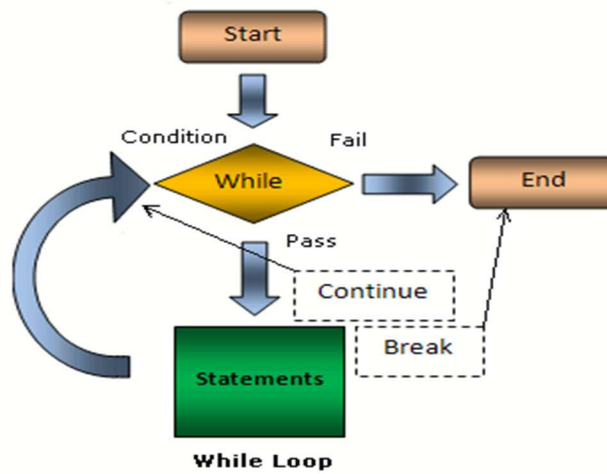 Start
Condition
Fail
While
End
Pass
Continue
Break
Statements
While Loop